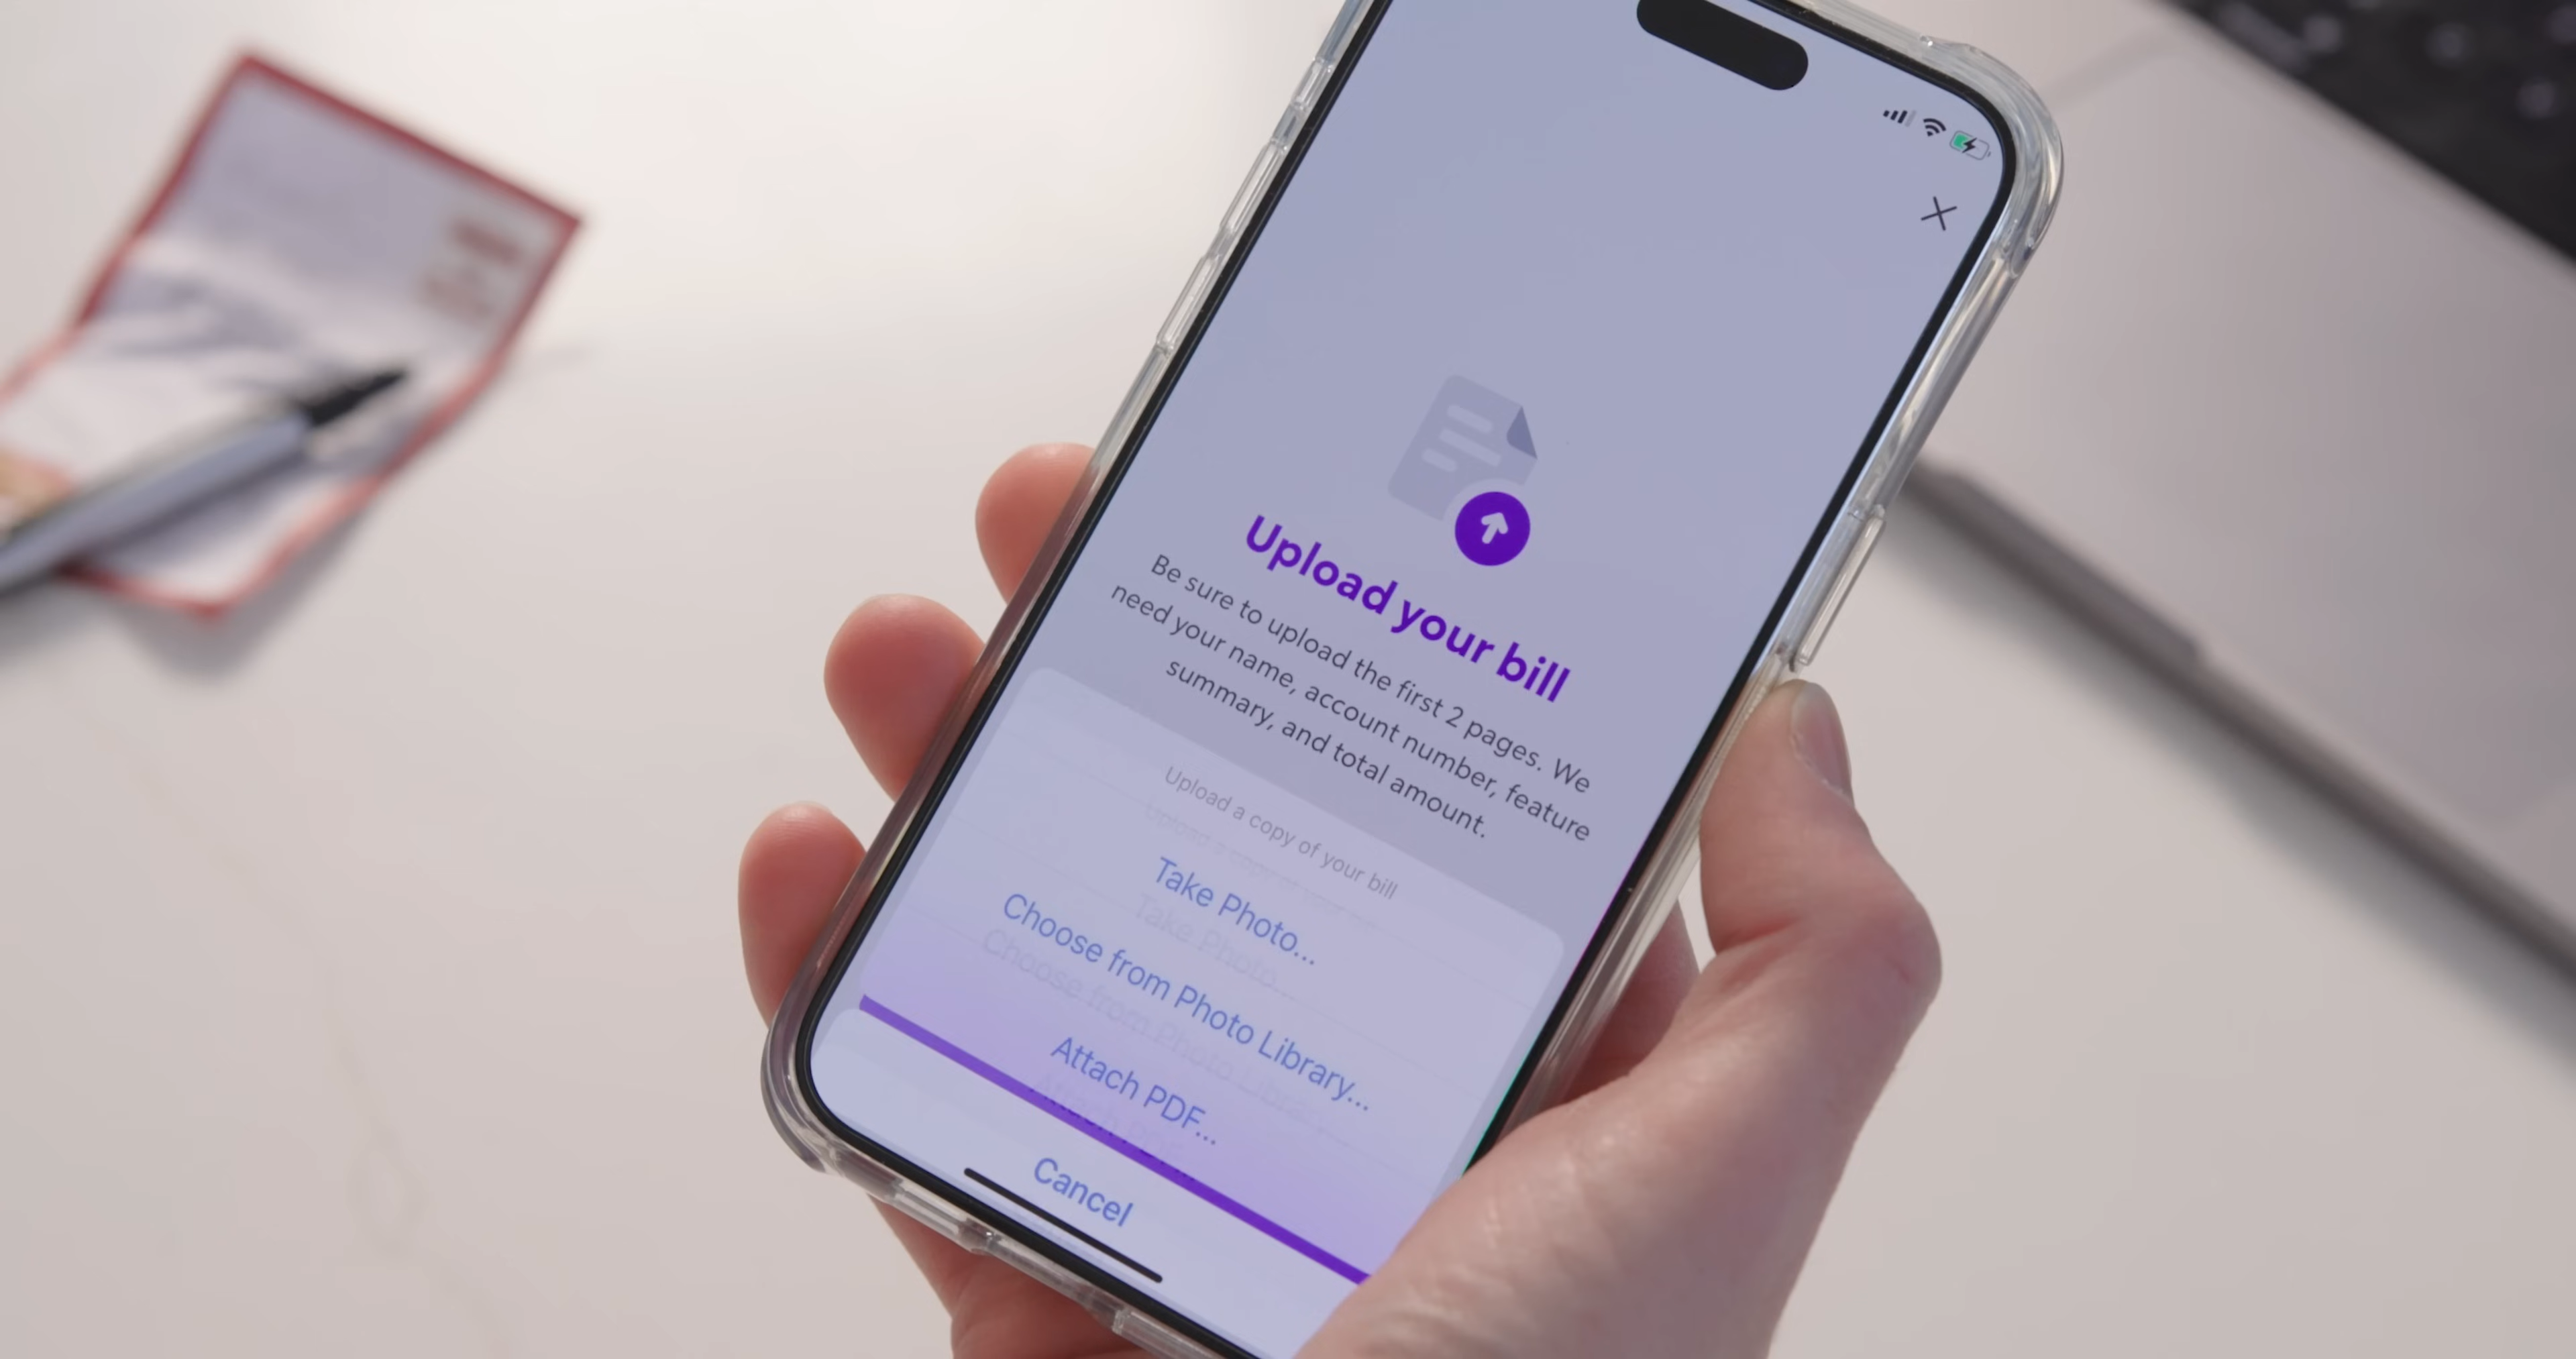 Upload your bill
Be sure to upload the first 2 pages. We
need your name, account number, feature
summary, and total amount.
Upload a copy of your bill
Take Photo...
Choose from Photo Library...
Attach PDF...
Cancel